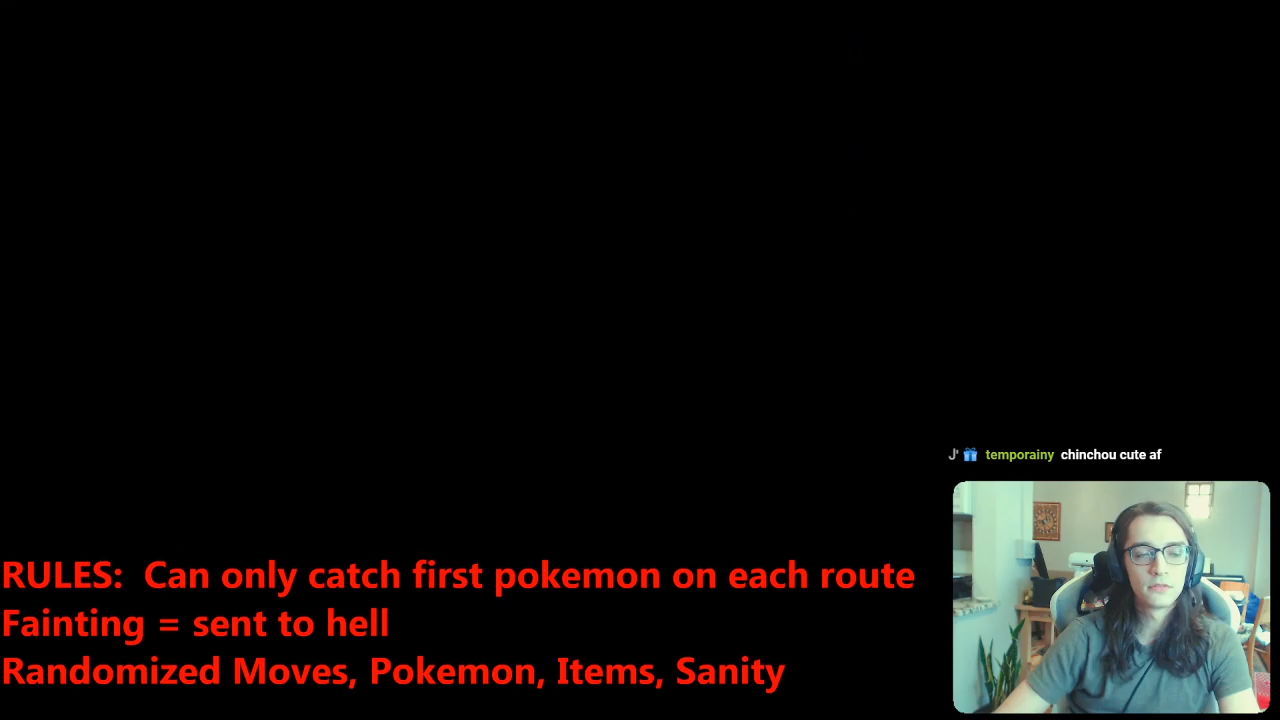 temporainy chinchou cute af
RULES: Can only catch first pokemon on each route
Fainting = sent to hell
Randomized Moves, Pokemon, Items, Sanity